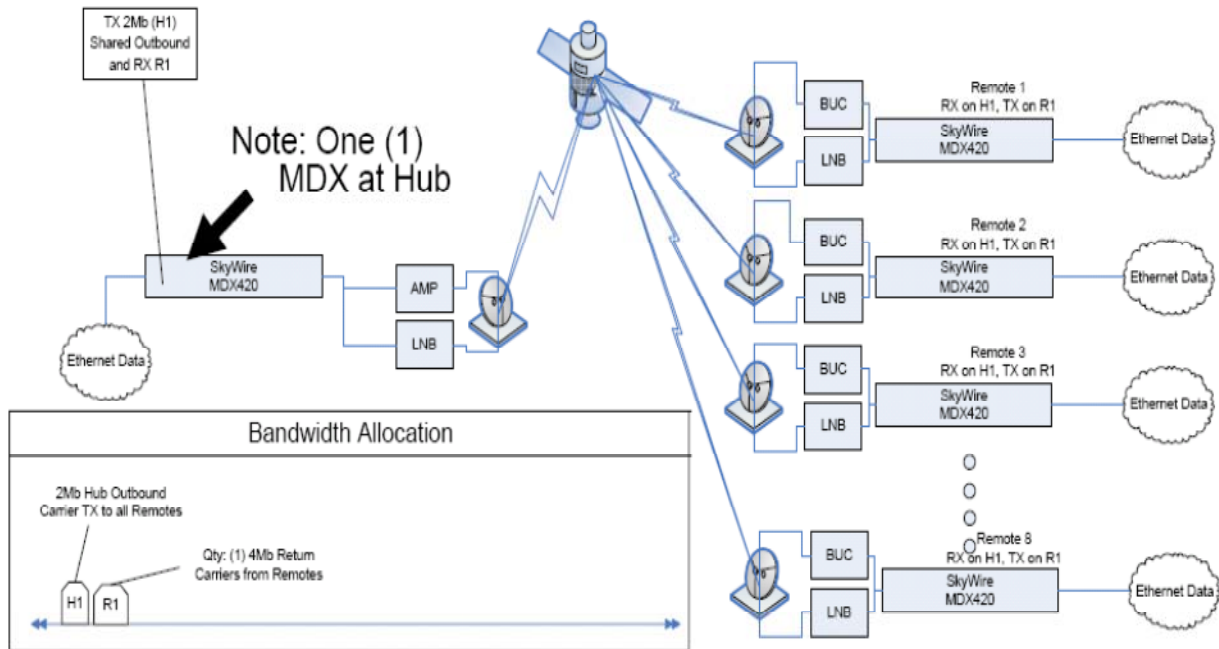 TX 2Mb (H1)
Shared Outbound
and RX R1
Note: One (1)
MDX at Hub
SkyWire
MDX420
AMP
LNB
Ethernet Data
Remote 1
RX on H1, TX on R1
BUC
LNB
SkyWire
MDX420
Ethernet Data
Remote 2
RX on H1, TX on R1
BUC
LNB
SkyWire
MDX420
Ethernet Data
Remote 3
RX on H1, TX on R1
BUC
LNB
SkyWire
MDX420
Ethernet Data
Remote 8
RX on H1, TX on R1
BUC
LNB
SkyWire
MDX420
Ethernet Data
Bandwidth Allocation
2Mb Hub Outbound
Carrier TX to all Remotes
Qty: (1) 4Mb Return
Carriers from Remotes
H1
R1